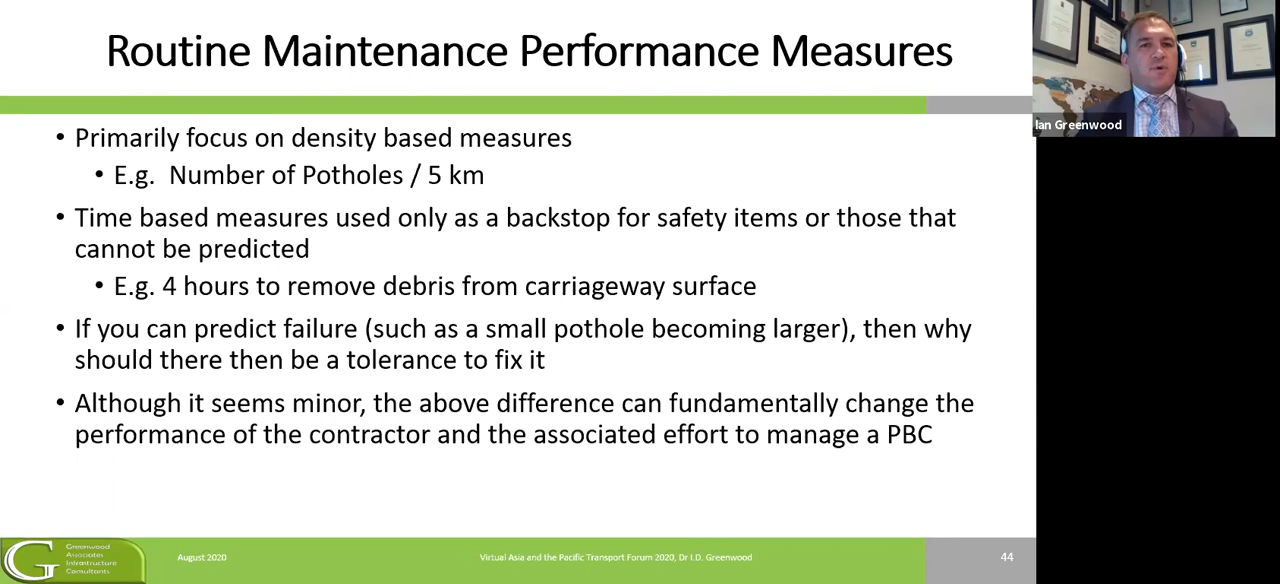 Routine Maintenance Performance Measures
• Primarily focus on density based measures
• E.g. Number of Potholes / 5 km
• Time based measures used only as a backstop for safety items or those that
cannot be predicted
• E.g. 4 hours to remove debris from carriageway surface
• If you can predict failure (such as a small pothole becoming larger), then why
should there then be a tolerance to fix it
• Although it seems minor, the above difference can fundamentally change the
performance of the contractor and the associated effort to manage a PBC
Ian Greenwood
G
Greenwood
Associates
Infrastructure
Consultants
August 2020
Virtual Asia and the Pacific Transport Forum 2020, Dr I.D. Greenwood
44